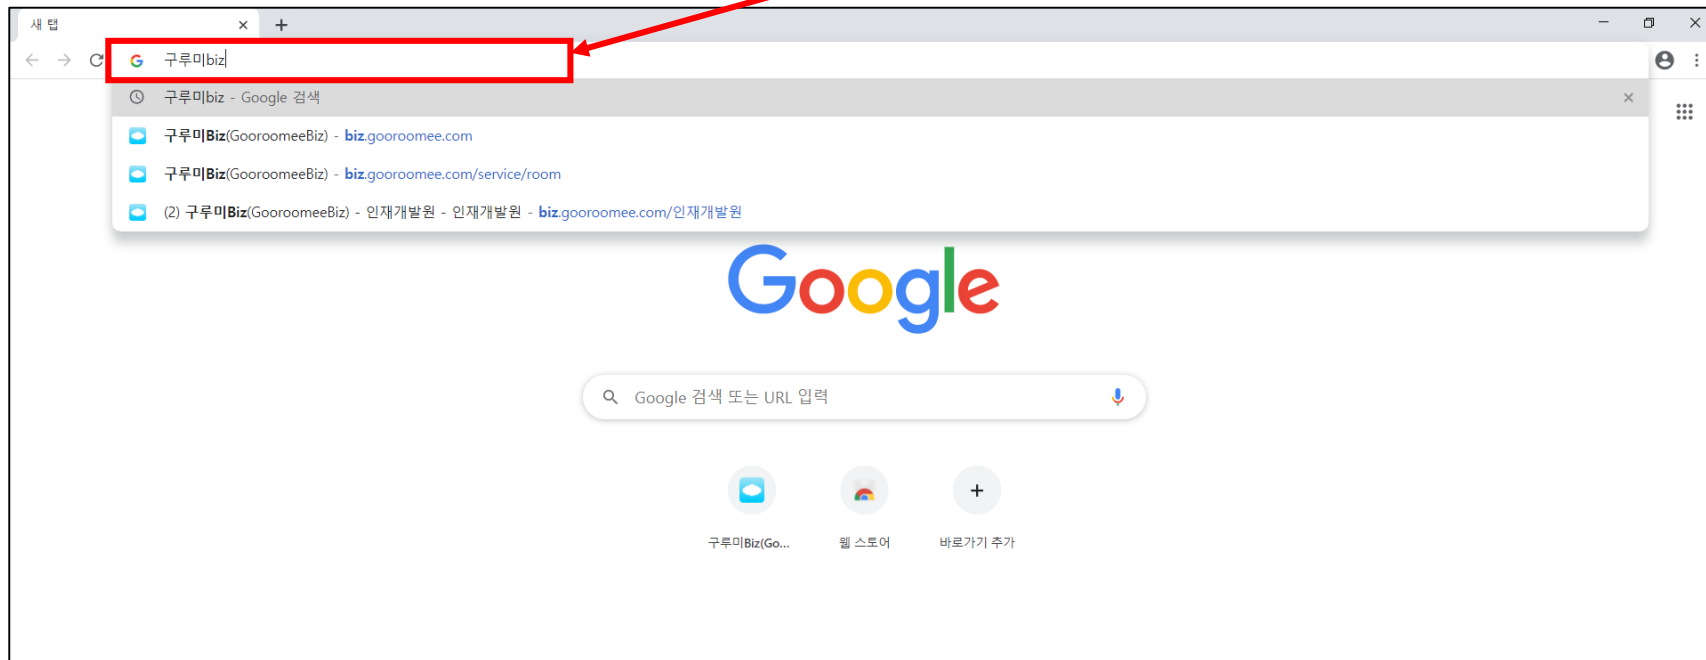 새 탭
구루미biz
구루미biz - Google 검색
구루미Biz(GooroomeeBiz) - biz.gooroomee.com
구루미Biz(GooroomeeBiz) - biz.gooroomee.com/service/room
(2) 구루미Biz(GooroomeeBiz) - 인재개발원 - 인재개발원 - biz.gooroomee.com/인재개발원
Google
Google 검색 또는 URL 입력
구루미Biz(Go...
웹 스토어
바로가기 추가